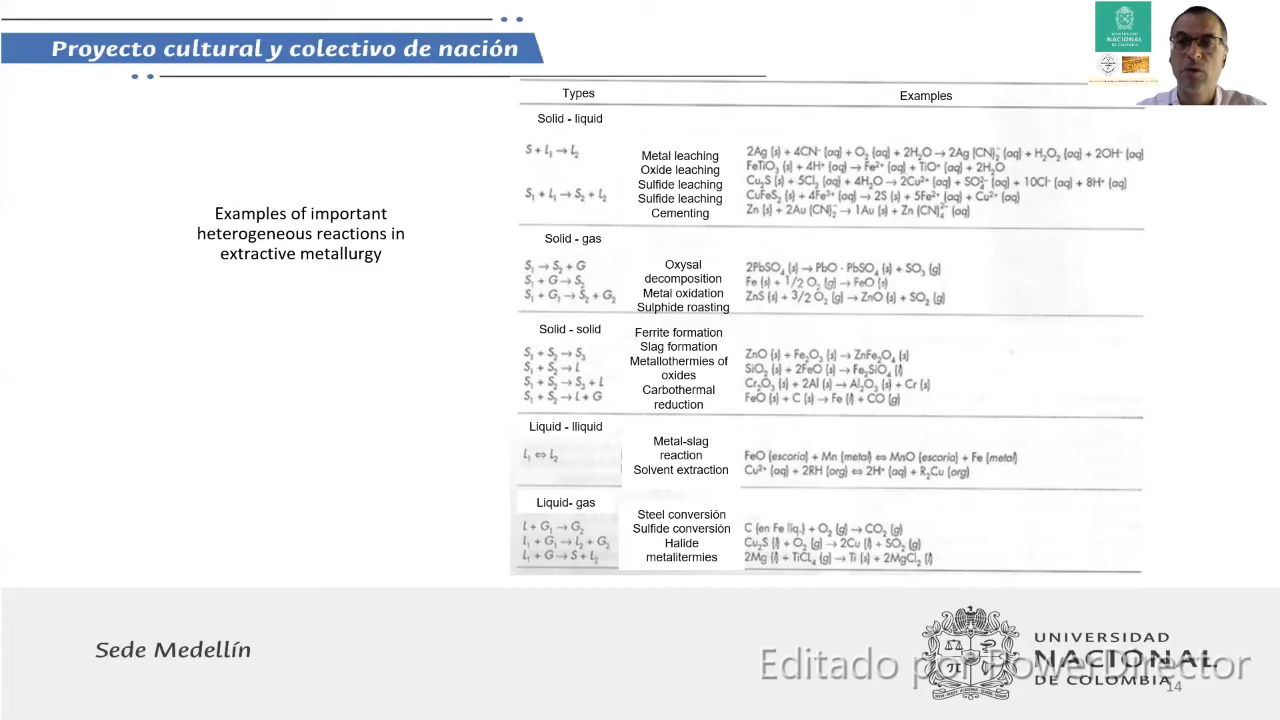 Proyecto cultural y colectivo de nación
UNIVERSIDAD
NACIONAL
DE COLOMBIA
Examples of important
heterogeneous reactions in
extractive metallurgy
Types Examples
Solid - liquid
S + L₁ → L₂
S₁ + L₁ → S₂ + L₂
Metal leaching
Oxide leaching
Sulfide leaching
Sulfide leaching
Cementing
2Ag (s) + 4CN⁻ (aq) + O₂ (aq) + 2H₂O → 2Ag (CN)₂⁻ (aq) + H₂O₂ (aq) + 2OH⁻ (aq)
FeTiO₃ (s) + 4H⁺ (aq) → Fe²⁺ (aq) + TiO⁺ (aq) + 2H₂O
Cu₂S (s) + 5Cl₂ (aq) + 4H₂O → 2Cu²⁺ (aq) + SO₄²⁻ (aq) + 10Cl⁻ (aq) + 8H⁺ (aq)
CuFeS₂ (s) + 4Fe³⁺ (aq) → 2S (s) + 5Fe²⁺ (aq) + Cu²⁺ (aq)
Zn (s) + 2Au (CN)₂⁻ → 1Au (s) + Zn (CN)₄²⁻ (aq)
Solid - gas
S₁ → S₂ + G
S₁ + G → S₂
S₁ + G₁ → S₂ + G₂
Oxysal
decomposition
Metal oxidation
Sulphide roasting
2PbSO₄ (s) → PbO · PbSO₄ (s) + SO₃ (g)
Fe (s) + 1/2 O₂ (g) → FeO (s)
ZnS (s) + 3/2 O₂ (g) → ZnO (s) + SO₂ (g)
Solid - solid
S₁ + S₂ → S₃
S₁ + S₂ → L
S₁ + S₂ → S₃ + L
S₁ + S₂ → L + G
Ferrite formation
Slag formation
Metallothermies of
oxides
Carbothermal
reduction
ZnO (s) + Fe₂O₃ (s) → ZnFe₂O₄ (s)
SiO₂ (s) + 2FeO (s) → Fe₂SiO₄ (l)
Cr₂O₃ (s) + 2Al (s) → Al₂O₃ (s) + Cr (s)
FeO (s) + C (s) → Fe (l) + CO (g)
Liquid - lliquid
L₁ ⇔ L₂
Metal-slag
reaction
Solvent extraction
FeO (escoria) + Mn (metal) ⇔ MnO (escoria) + Fe (metal)
Cu²⁺ (aq) + 2RH (org) ⇔ 2H⁺ (aq) + R₂Cu (org)
Liquid- gas
L + G₁ → G₂
L₁ + G₁ → L₂ + G₂
L₁ + G → S + L₂
Steel conversión
Sulfide conversión
Halide
metalitermies
C (en Fe líq.) + O₂ (g) → CO₂ (g)
Cu₂S (l) + O₂ (g) → 2Cu (l) + SO₂ (g)
2Mg (l) + TiCL₄ (g) → Ti (s) + 2MgCl₂ (l)
Sede Medellín
UNIVERSIDAD
NACIONAL
DE COLOMBIA
Editado por PowerDirector
14